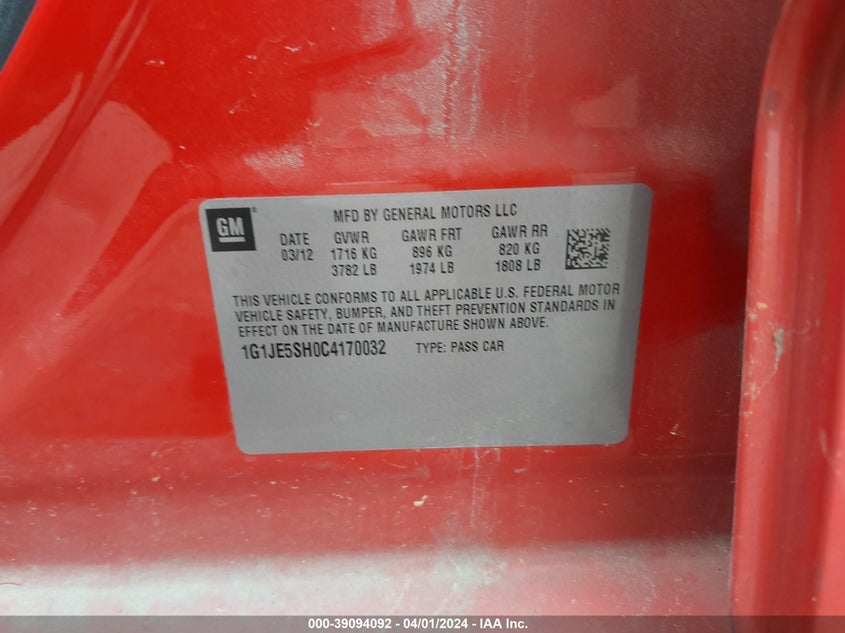 GM®
MFD BY GENERAL MOTORS LLC
DATE GVWR GAWR FRT GAWR RR
03/12 1716 KG 896 KG 820 KG
3782 LB 1974 LB 1808 LB
THIS VEHICLE CONFORMS TO ALL APPLICABLE U.S. FEDERAL MOTOR
VEHICLE SAFETY, BUMPER, AND THEFT PREVENTION STANDARDS IN
EFFECT ON THE DATE OF MANUFACTURE SHOWN ABOVE.
1G1JE5SH0C4170032 TYPE: PASS CAR
000-39094092 - 04/01/2024 - IAA Inc.